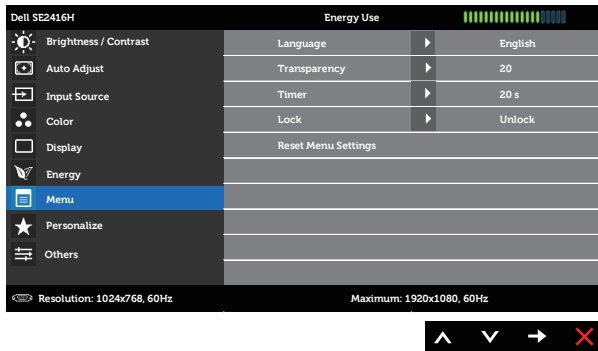 Dell SE2416H Energy Use
Brightness / Contrast
Language English
Auto Adjust
Transparency 20
Input Source
Timer 20 s
Color
Lock Unlock
Display
Reset Menu Settings
Energy
Menu
Personalize
Others
Resolution: 1024x768, 60Hz Maximum: 1920x1080, 60Hz